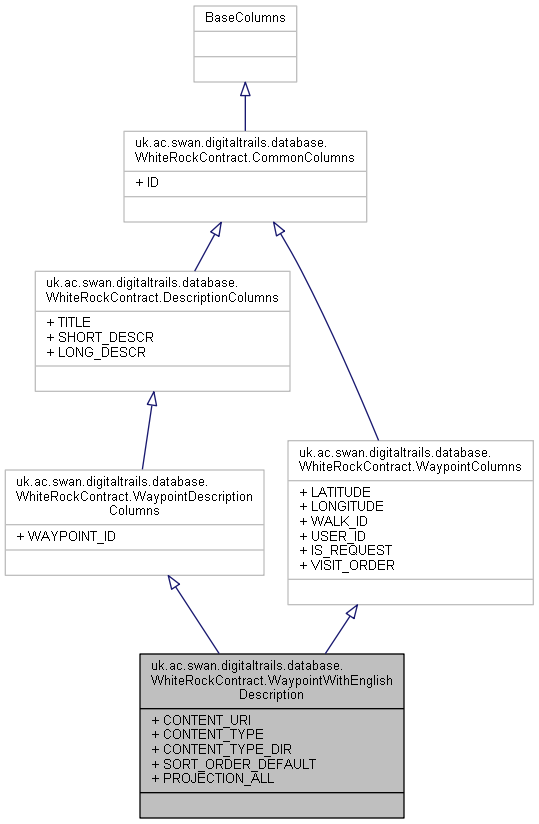 BaseColumns
uk.ac.swan.digitaltrails.database.
WhiteRockContract.CommonColumns
+ ID
uk.ac.swan.digitaltrails.database.
WhiteRockContract.DescriptionColumns
+ TITLE
+ SHORT_DESCR
+ LONG_DESCR
uk.ac.swan.digitaltrails.database.
WhiteRockContract.WaypointColumns
+ LATITUDE
+ LONGITUDE
+ WALK_ID
+ USER_ID
+ IS_REQUEST
+ VISIT_ORDER
uk.ac.swan.digitaltrails.database.
WhiteRockContract.WaypointDescription
Columns
+ WAYPOINT_ID
uk.ac.swan.digitaltrails.database.
WhiteRockContract.WaypointWithEnglish
Description
+ CONTENT_URI
+ CONTENT_TYPE
+ CONTENT_TYPE_DIR
+ SORT_ORDER_DEFAULT
+ PROJECTION_ALL